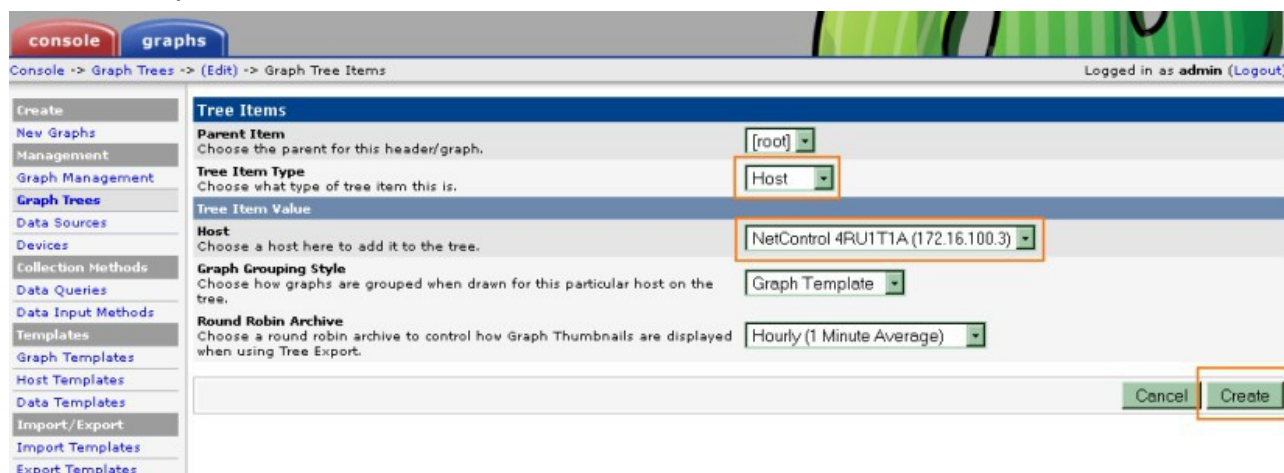 console graphs
Console -> Graph Trees -> (Edit) -> Graph Tree Items
Logged in as admin (Logout)
Create
New Graphs
Management
Graph Management
Graph Trees
Data Sources
Devices
Collection Methods
Data Queries
Data Input Methods
Templates
Graph Templates
Host Templates
Data Templates
Import/Export
Import Templates
Export Templates
Tree Items
Parent Item
Choose the parent for this header/graph.
[root]
Tree Item Type
Choose what type of tree item this is.
Host
Tree Item Value
Host
Choose a host here to add it to the tree.
NetControl 4RU1T1A (172.16.100.3)
Graph Grouping Style
Choose how graphs are grouped when drawn for this particular host on the
tree.
Graph Template
Round Robin Archive
Choose a round robin archive to control how Graph Thumbnails are displayed
when using Tree Export.
Hourly (1 Minute Average)
Cancel Create